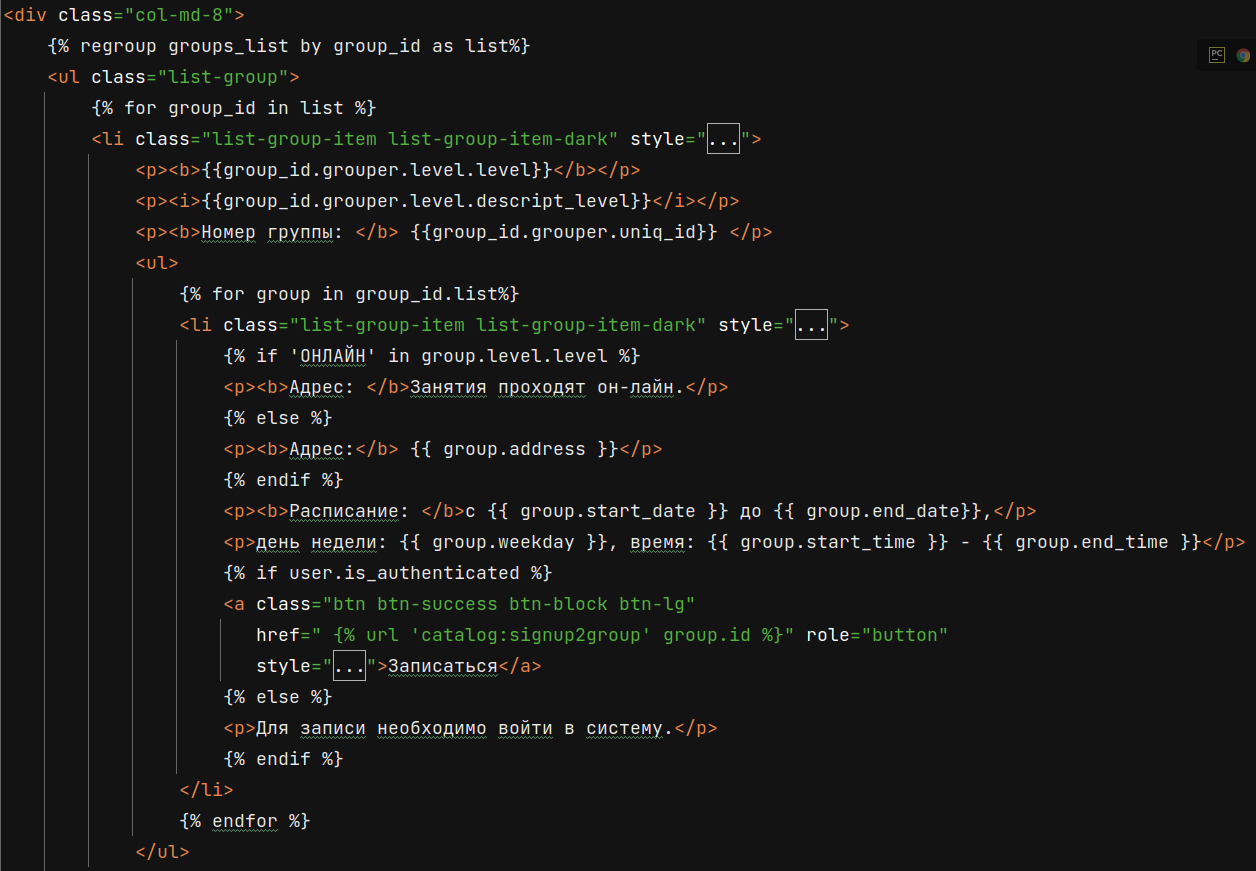 <div class="col-md-8">
{% regroup groups_list by group_id as list%}
<ul class="list-group">
{% for group_id in list %}
<li class="list-group-item list-group-item-dark" style="...">
<p><b>{{group_id.grouper.level.level}}</b></p>
<p><i>{{group_id.grouper.level.descript_level}}</i></p>
<p><b>Номер группы: </b> {{group_id.grouper.uniq_id}} </p>
<ul>
{% for group in group_id.list%}
<li class="list-group-item list-group-item-dark" style="...">
{% if 'ОНЛАЙН' in group.level.level %}
<p><b>Адрес: </b>Занятия проходят он-лайн.</p>
{% else %}
<p><b>Адрес:</b> {{ group.address }}</p>
{% endif %}
<p><b>Расписание: </b>с {{ group.start_date }} до {{ group.end_date}},</p>
<p>день недели: {{ group.weekday }}, время: {{ group.start_time }} - {{ group.end_time }}</p>
{% if user.is_authenticated %}
<a class="btn btn-success btn-block btn-lg"
href=" {% url 'catalog:signup2group' group.id %}" role="button"
style="...">Записаться</a>
{% else %}
<p>Для записи необходимо войти в систему.</p>
{% endif %}
</li>
{% endfor %}
</ul>
PC